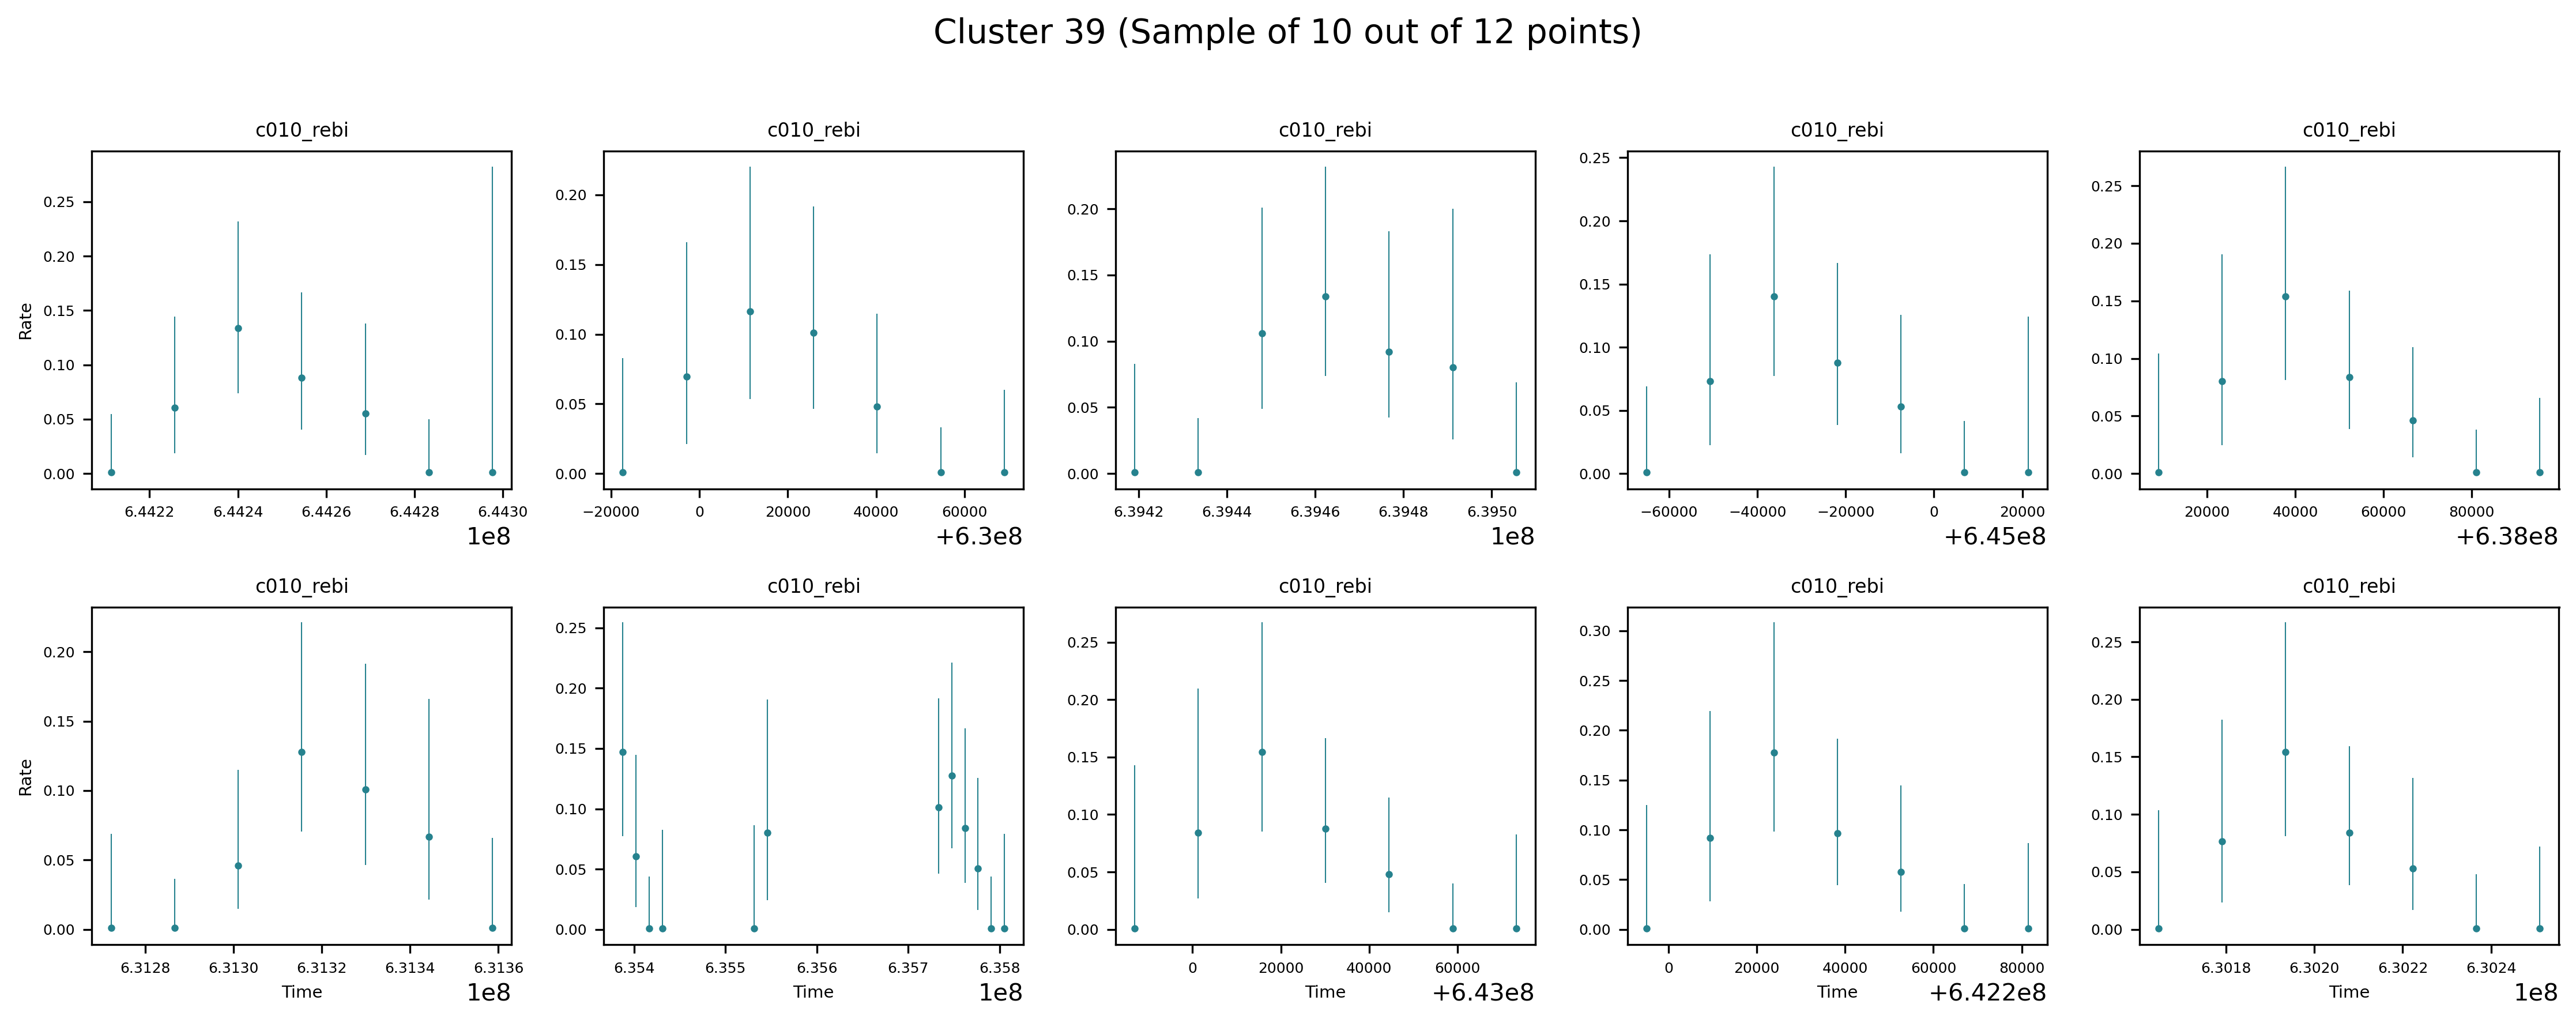 Cluster 39 (Sample of 10 out of 12 points)
c010_rebi c010_rebi c010_rebi c010_rebi c010_rebi
Rate
0.25
0.20
0.15
0.10
0.05
0.00
6.4422 6.4424 6.4426 6.4428 6.4430
1e8
0.20
0.15
0.10
0.05
0.00
−20000 0 20000 40000 60000
+6.3e8
0.20
0.15
0.10
0.05
0.00
6.3942 6.3944 6.3946 6.3948 6.3950
1e8
0.25
0.20
0.15
0.10
0.05
0.00
−60000 −40000 −20000 0 20000
+6.45e8
0.25
0.20
0.15
0.10
0.05
0.00
20000 40000 60000 80000
+6.38e8
c010_rebi c010_rebi c010_rebi c010_rebi c010_rebi
Rate
0.20
0.15
0.10
0.05
0.00
6.3128 6.3130 6.3132 6.3134 6.3136
Time
1e8
0.25
0.20
0.15
0.10
0.05
0.00
6.354 6.355 6.356 6.357 6.358
Time
1e8
0.25
0.20
0.15
0.10
0.05
0.00
0 20000 40000 60000
Time
+6.43e8
0.30
0.25
0.20
0.15
0.10
0.05
0.00
0 20000 40000 60000 80000
Time
+6.422e8
0.25
0.20
0.15
0.10
0.05
0.00
6.3018 6.3020 6.3022 6.3024
Time
1e8